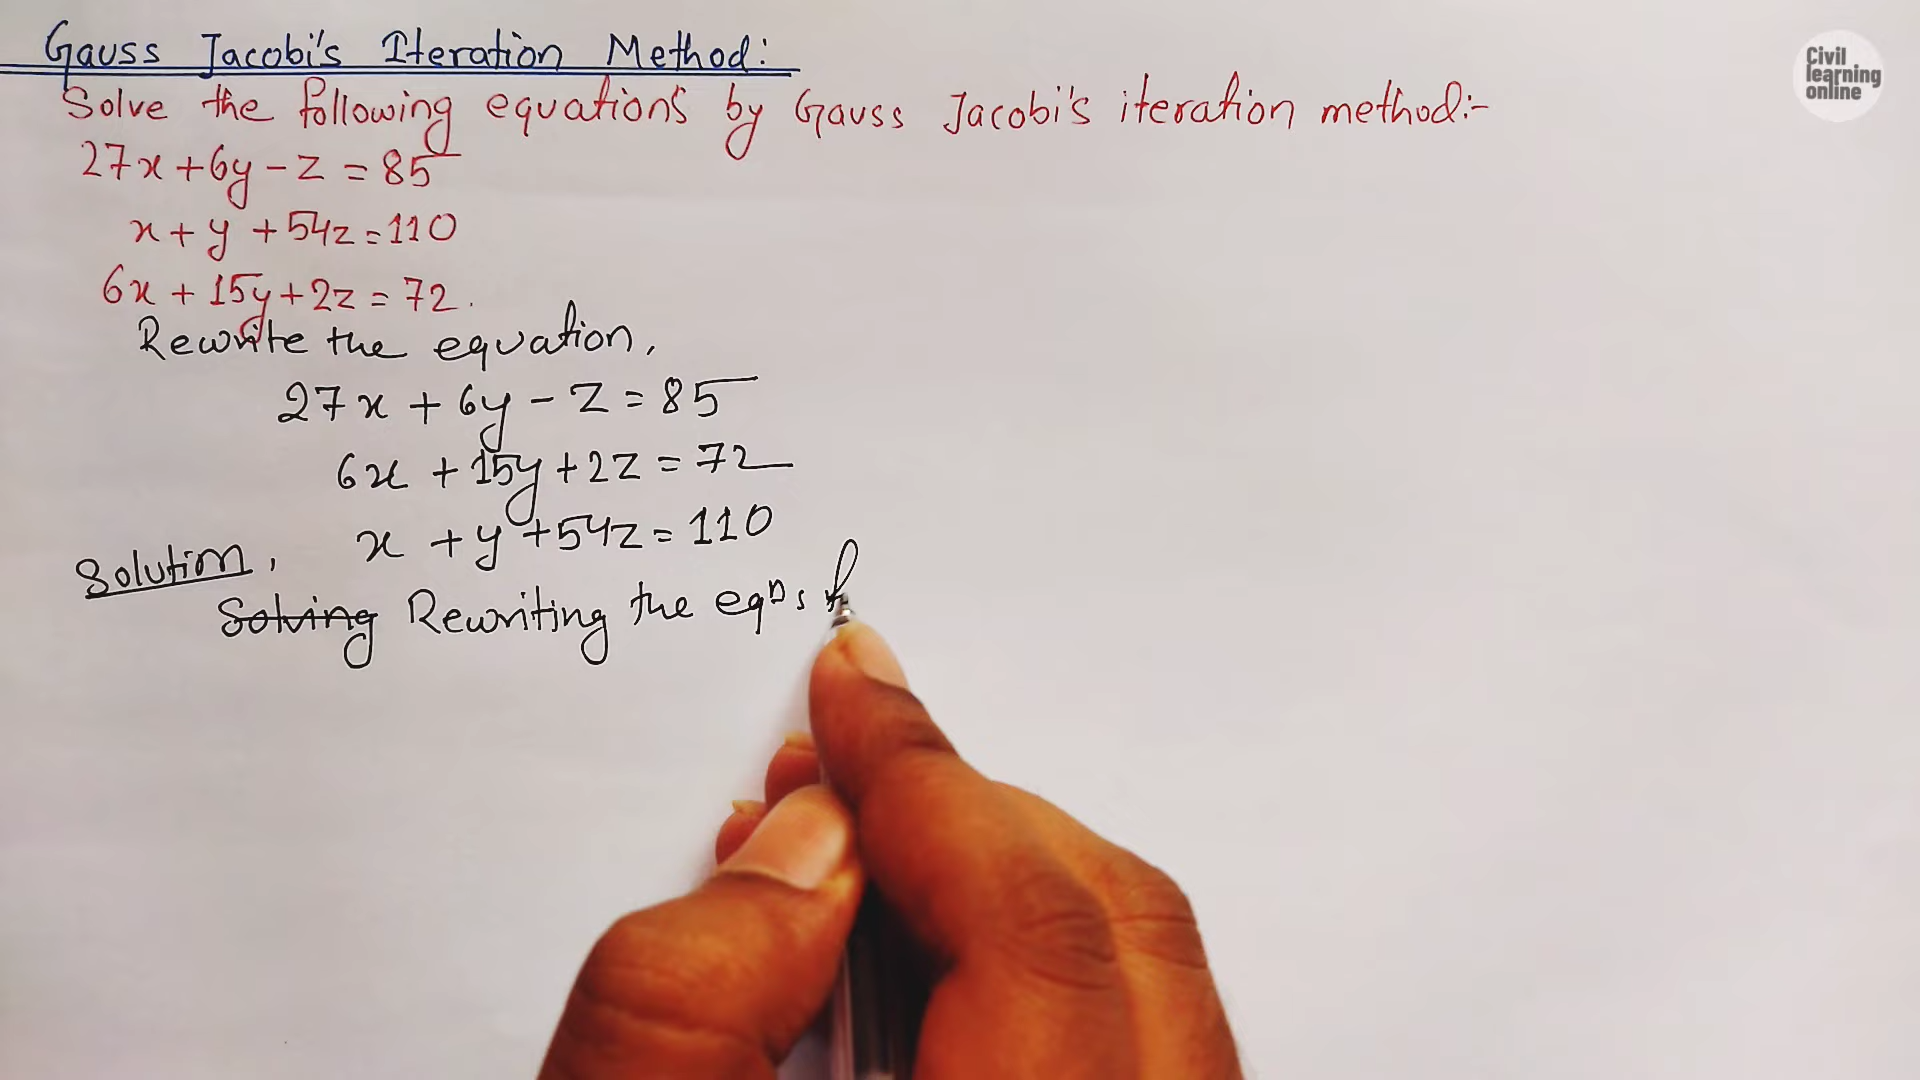 Gauss Jacobi's Iteration Method:
Solve the following equations by Gauss Jacobi's iteration method:-
27x + 6y - z = 85
x + y + 54z = 110
6x + 15y + 2z = 72.
Rewrite the equation,
27x + 6y - z = 85
6x + 15y + 2z = 72
x + y + 54z = 110
Solution,
Solving Rewriting the eqⁿs f
Civil
learning
online